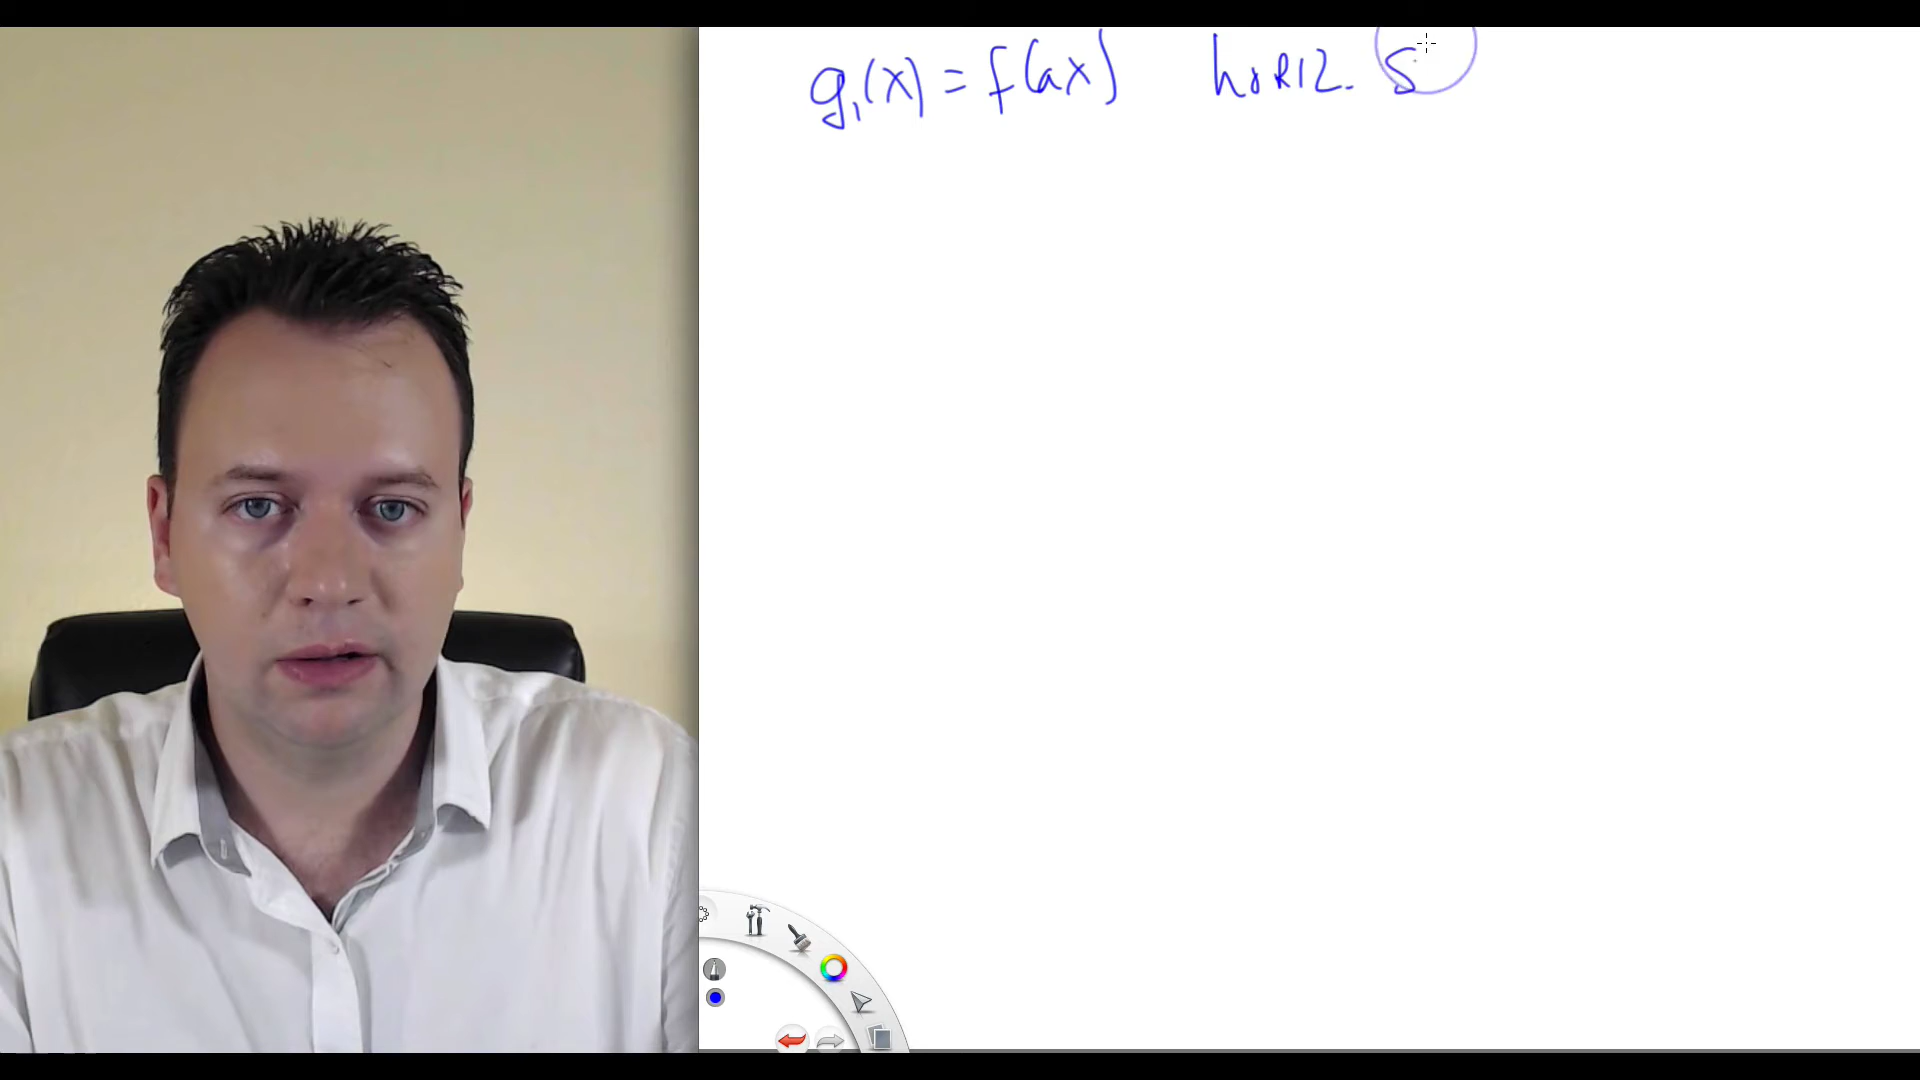 g₁(x) = f(ax) hORIZ. S